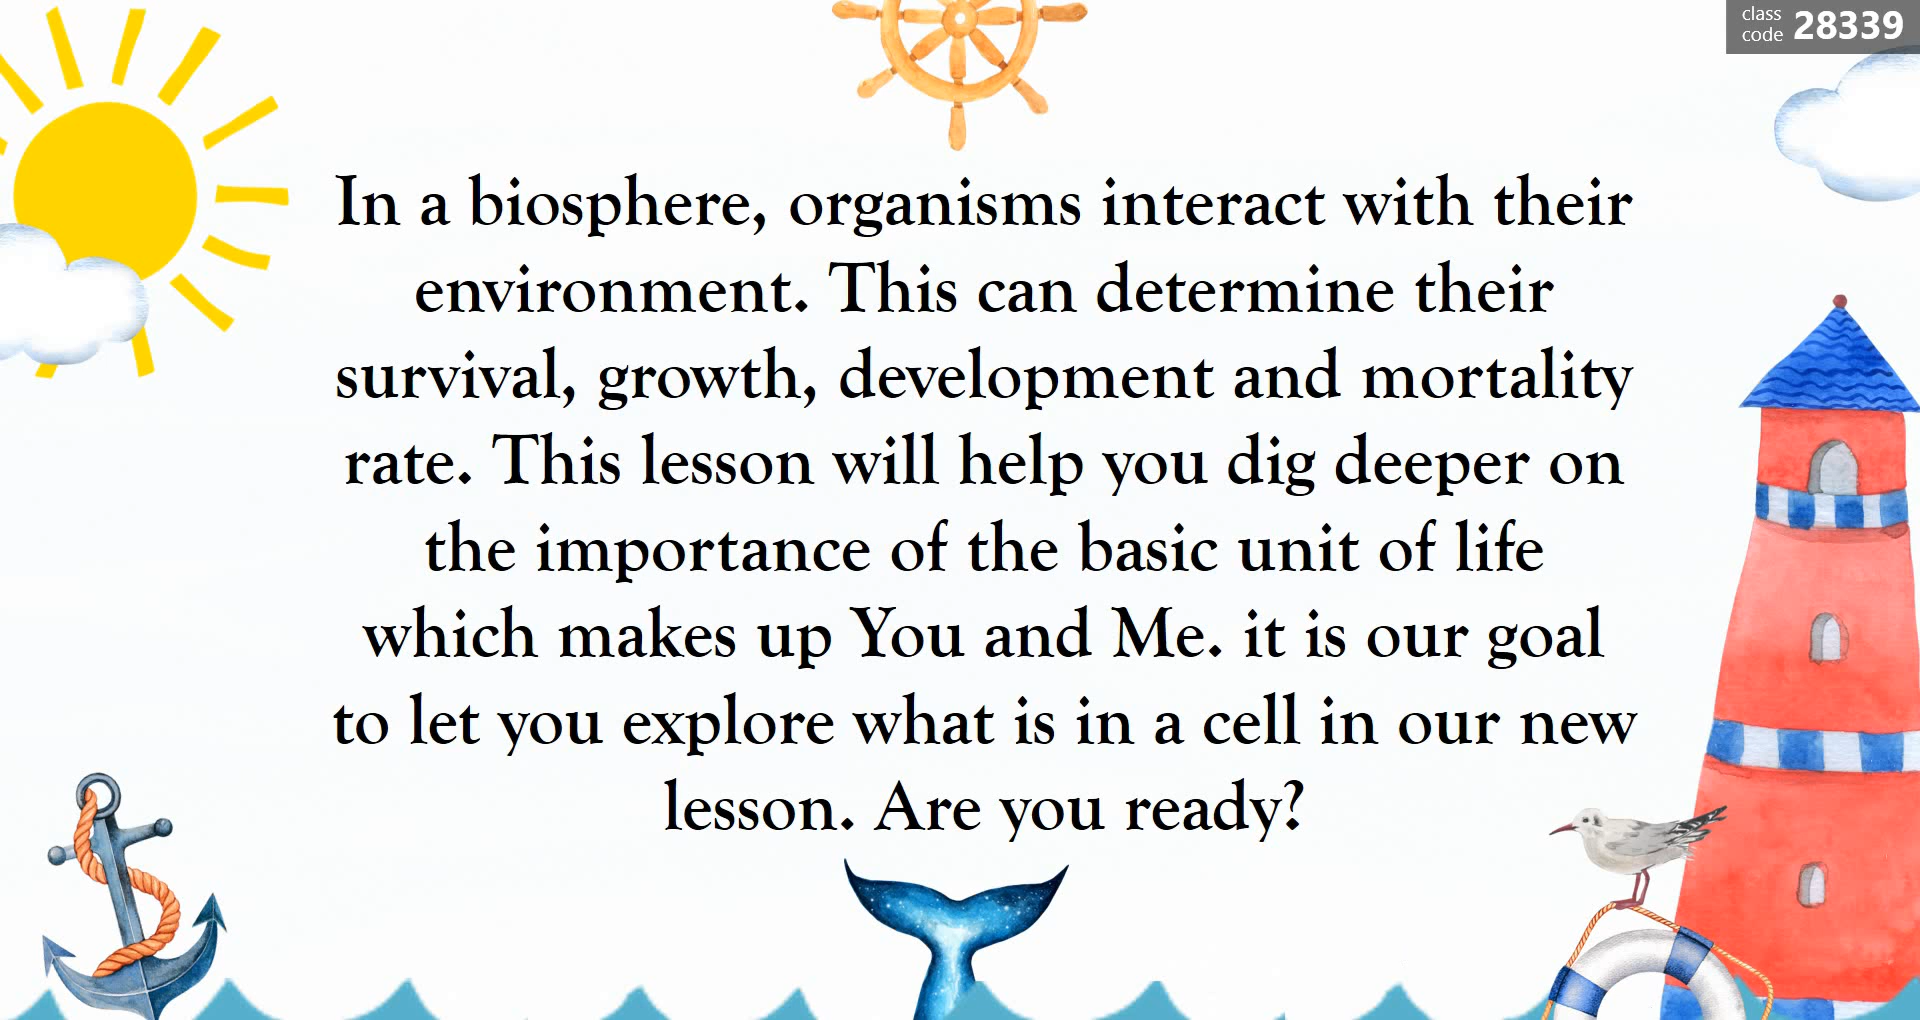 class
code 28339
In a biosphere, organisms interact with their
environment. This can determine their
survival, growth, development and mortality
rate. This lesson will help you dig deeper on
the importance of the basic unit of life
which makes up You and Me. it is our goal
to let you explore what is in a cell in our new
lesson. Are you ready?